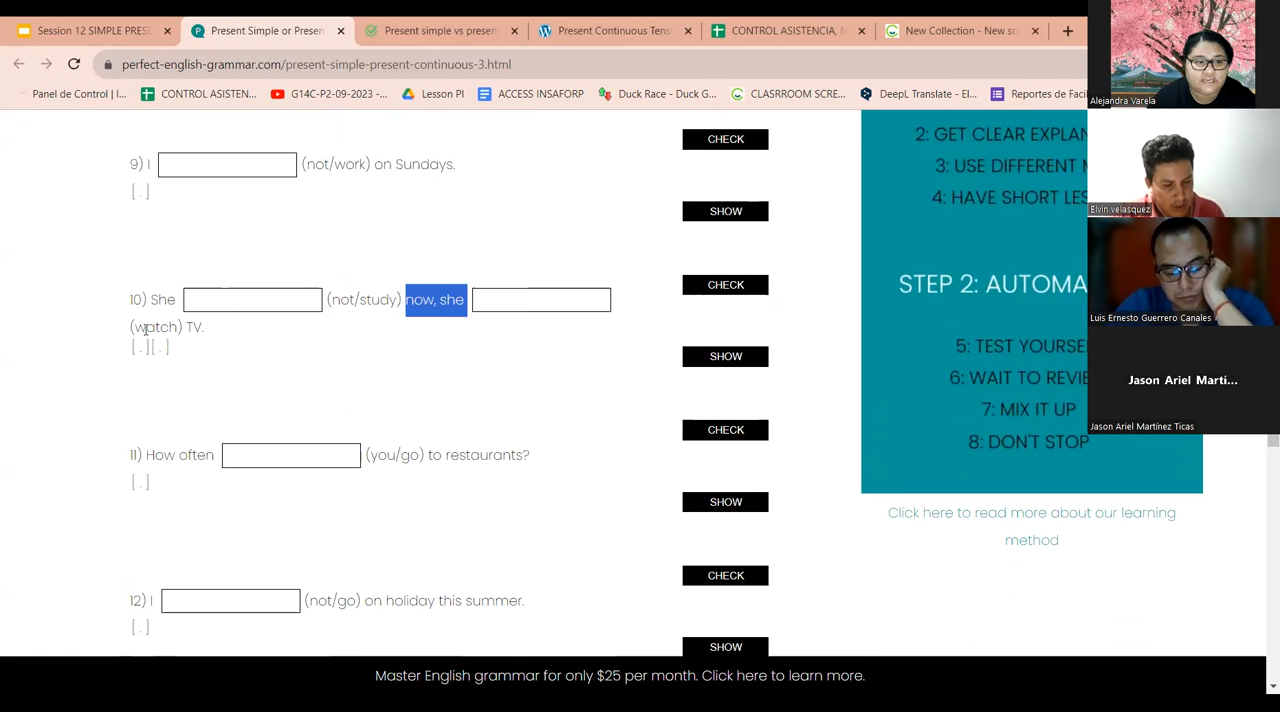 Session 12 SIMPLE PRESE
Present Simple or Presen
Present simple vs present
Present Continuous Tens
CONTROL ASISTENCIA, N
New Collection - New scr
perfect-english-grammar.com/present-simple-present-continuous-3.html
Panel de Control | I...
CONTROL ASISTEN...
G14C-P2-09-2023 -...
Lesson Pl
ACCESS INSAFORP
Duck Race - Duck G...
CLASRROOM SCRE...
DeepL Translate - El...
Reportes de Facilit
Alejandra Varela
Elvin velasquez
Luis Ernesto Guerrero Canales
Jason Ariel Martí...
Jason Ariel Martínez Ticas
9) I (not/work) on Sundays.
[ . ]
CHECK
SHOW
10) She (not/study) now, she
(watch) TV.
[ . ][ . ]
CHECK
SHOW
11) How often (you/go) to restaurants?
[ . ]
CHECK
SHOW
12) I (not/go) on holiday this summer.
[ . ]
CHECK
SHOW
2: GET CLEAR EXPLAN
3: USE DIFFERENT M
4: HAVE SHORT LES
STEP 2: AUTOMA
5: TEST YOURSE
6: WAIT TO REVIE
7: MIX IT UP
8: DON'T STOP
Click here to read more about our learning
method
Master English grammar for only $25 per month. Click here to learn more.